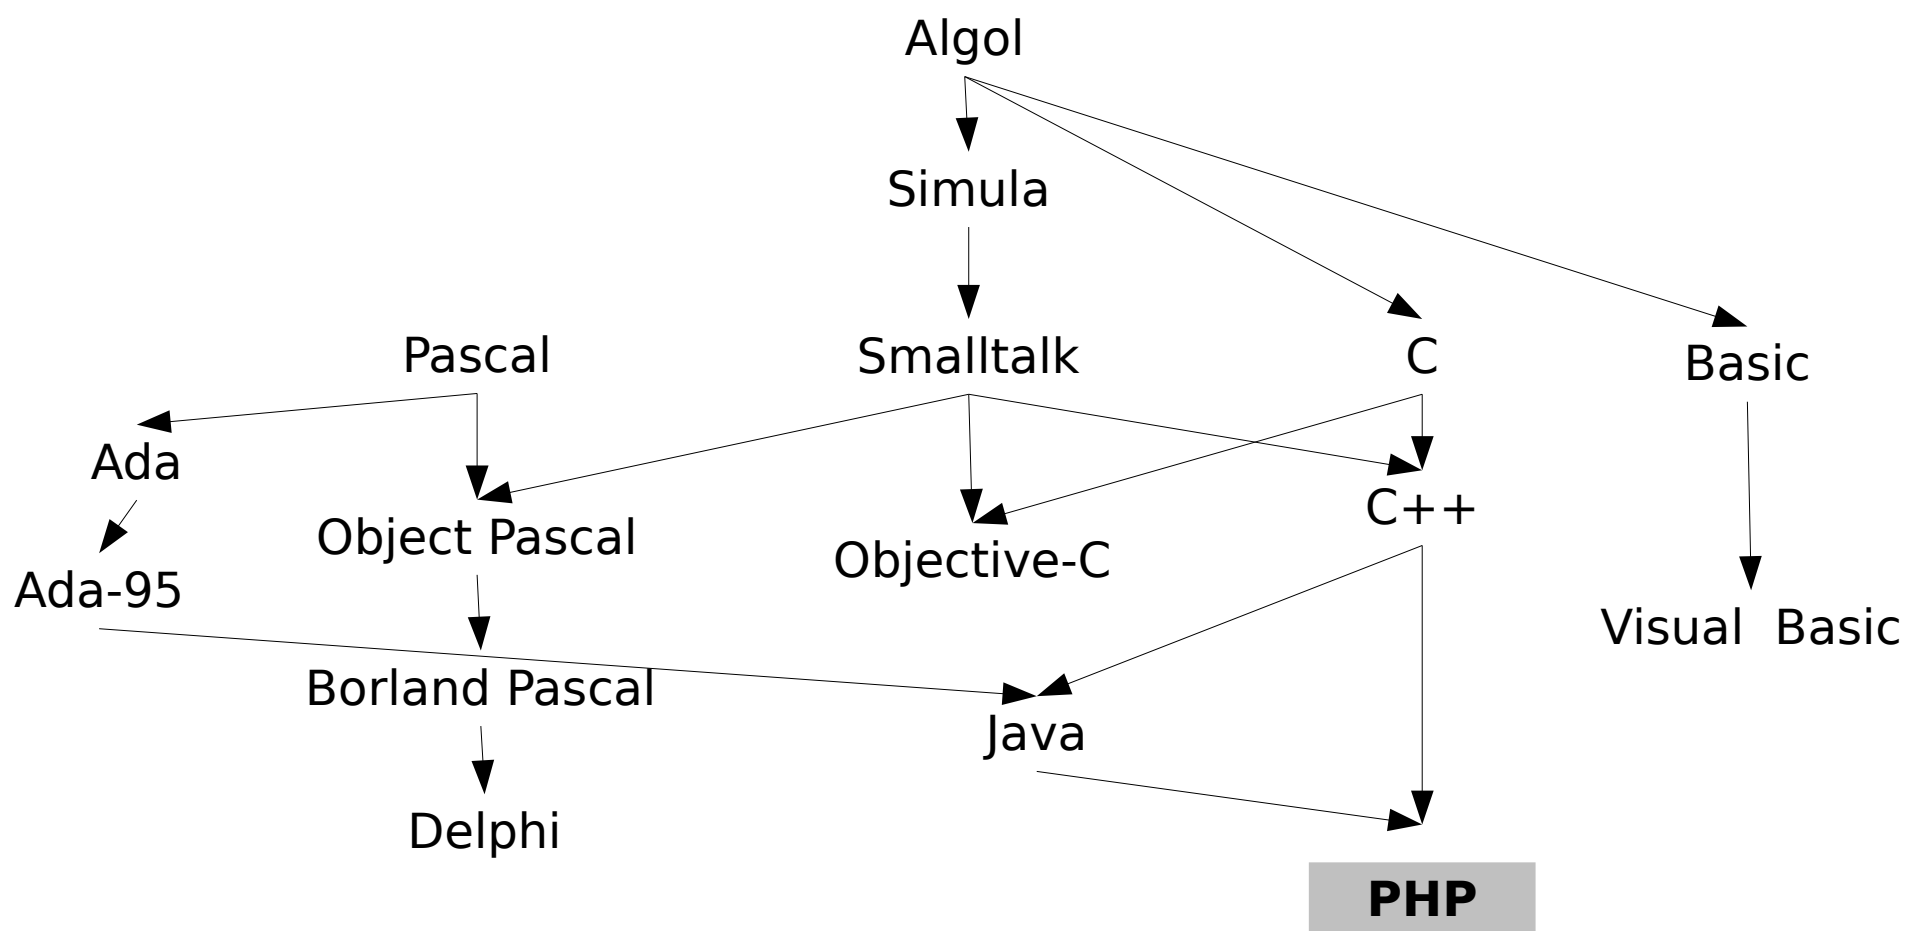 Algol
Simula
Pascal
Smalltalk
C
Basic
Ada
Object Pascal
Objective-C
C++
Ada-95
Visual  Basic
Borland Pascal
Java
Delphi
PHP